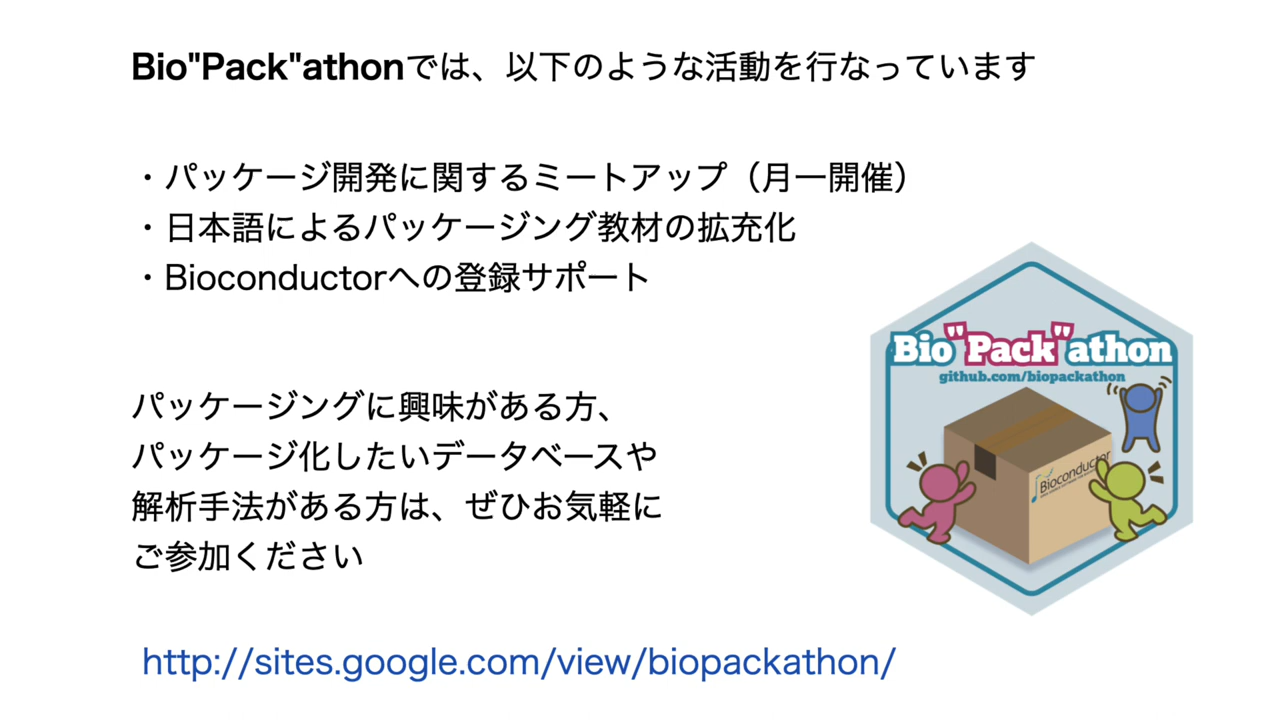 Bio"Pack"athonでは、以下のような活動を行なっています
・パッケージ開発に関するミートアップ（月一開催）
・日本語によるパッケージング教材の拡充化
・Bioconductorへの登録サポート
パッケージングに興味がある方、
パッケージ化したいデータベースや
解析手法がある方は、ぜひお気軽に
ご参加ください
http://sites.google.com/view/biopackathon/
Bio"Pack"athon
github.com/biopackathon
Bioconductor